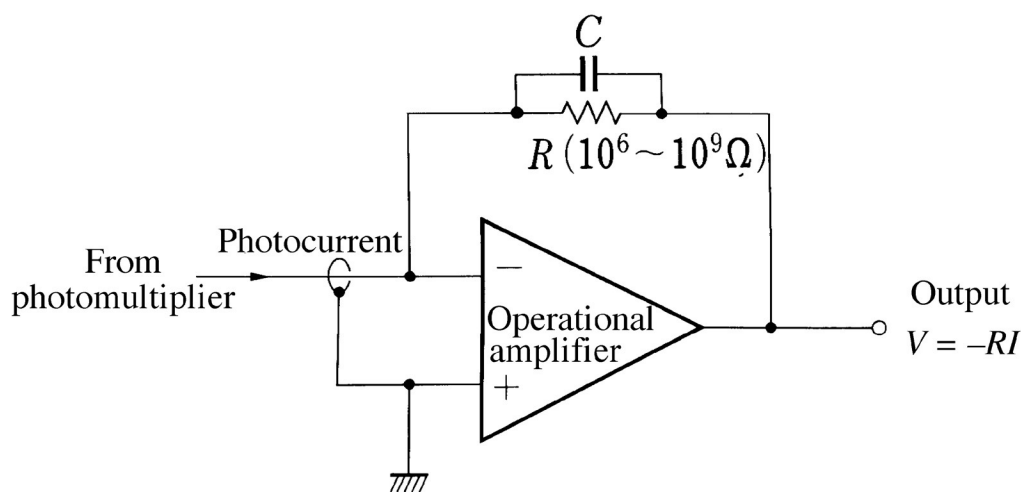 C
R (10⁶ ~ 10⁹Ω)
Photocurrent
From
photomultiplier
−
Operational
amplifier
+
Output
V = –RI